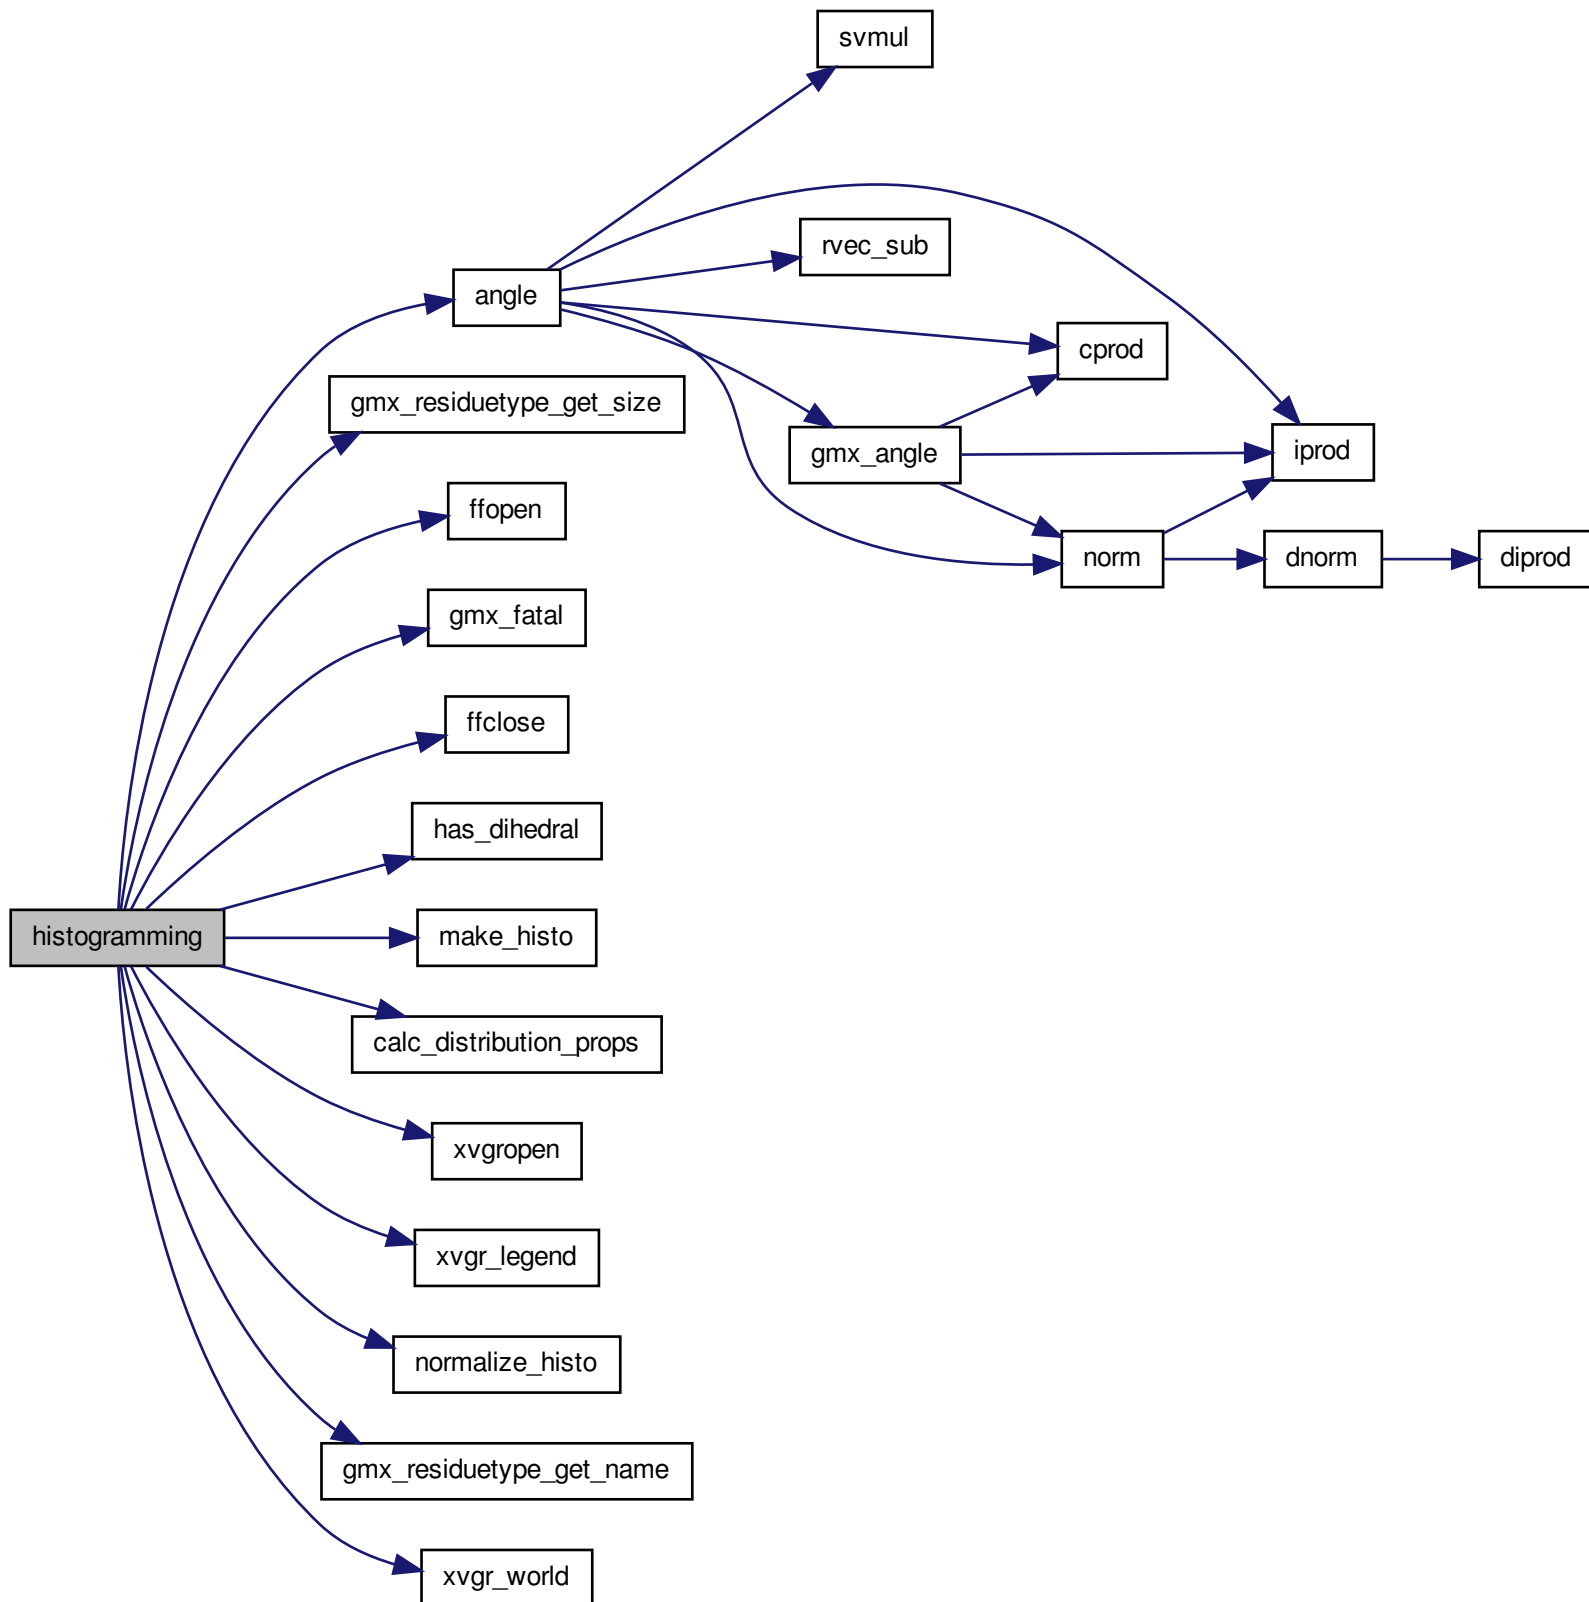 svmul
rvec_sub
angle
cprod
gmx_residuetype_get_size
gmx_angle
iprod
ffopen
norm
dnorm
diprod
gmx_fatal
ffclose
has_dihedral
histogramming
make_histo
calc_distribution_props
xvgropen
xvgr_legend
normalize_histo
gmx_residuetype_get_name
xvgr_world